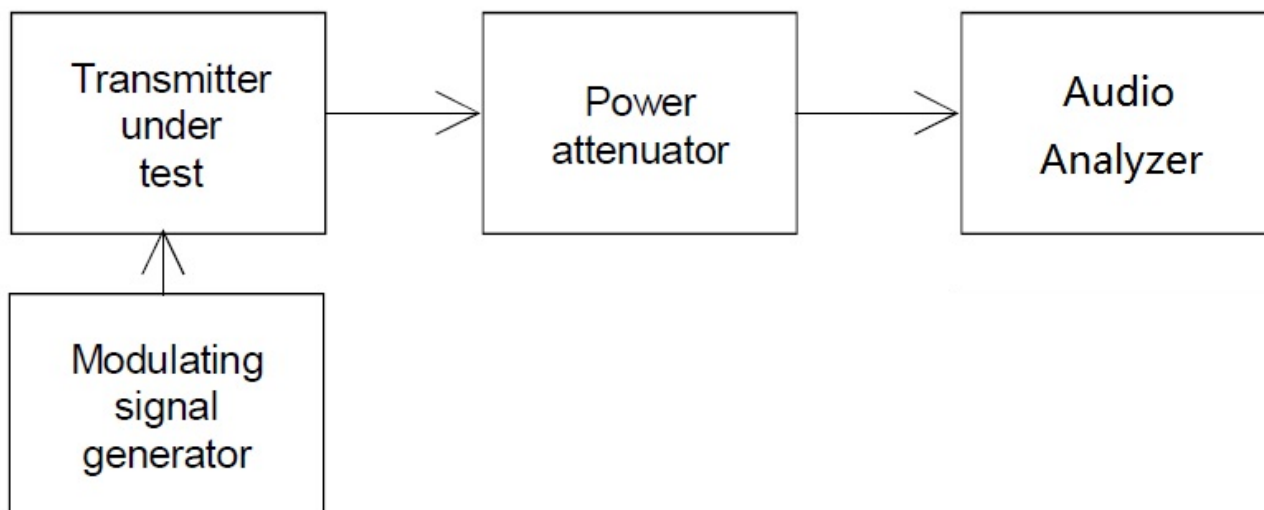 Transmitter
under
test
Power
attenuator
Audio
Analyzer
Modulating
signal
generator